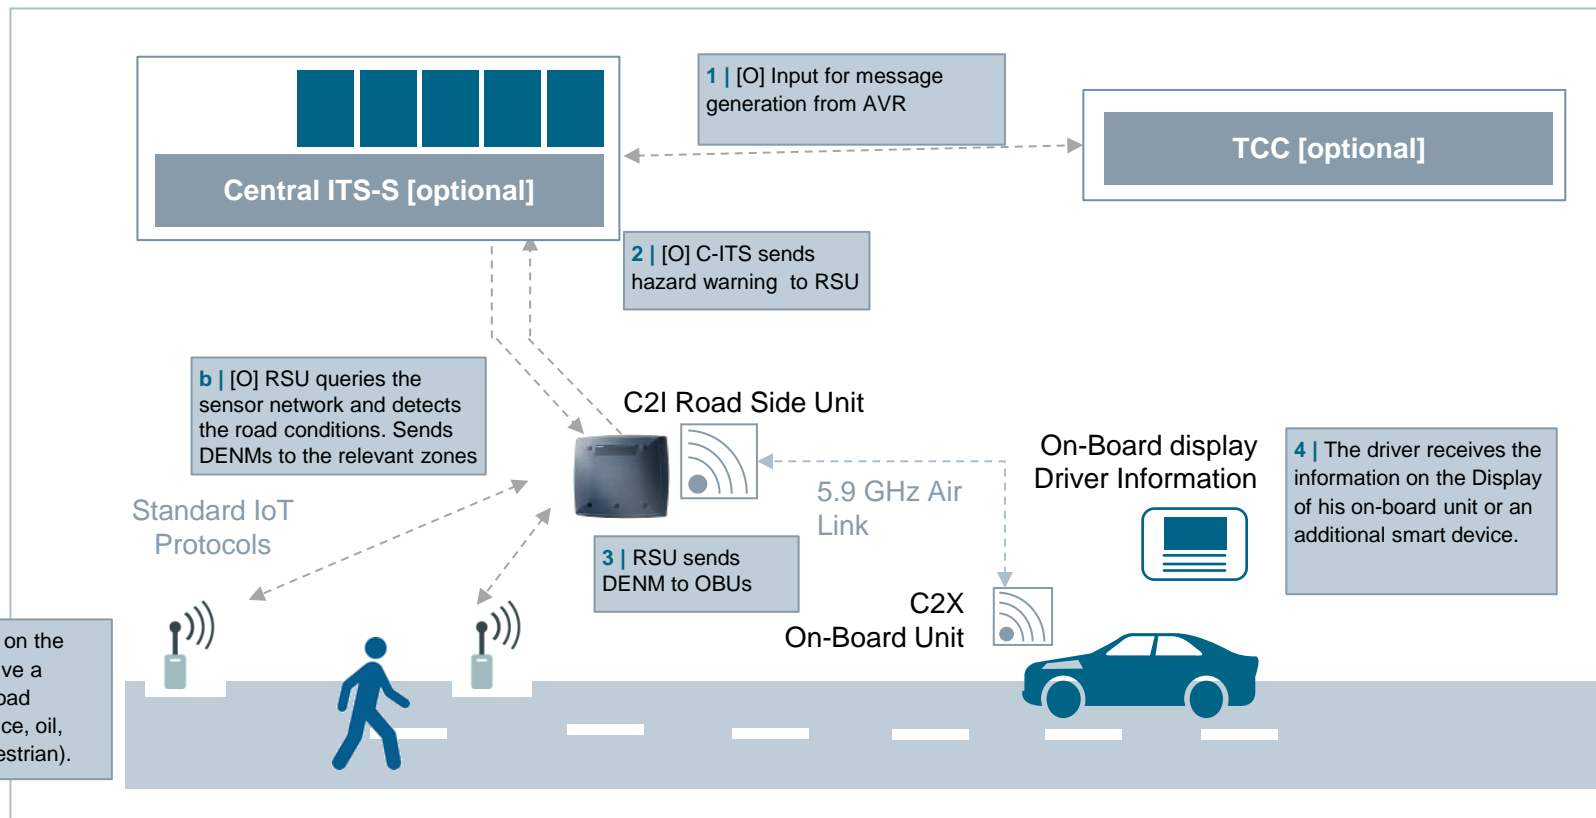 1 | [O] Input for message
generation from AVR
TCC [optional]
Central ITS-S [optional]
2 | [O] C-ITS sends
hazard warning to RSU
b | [O] RSU queries the
sensor network and detects
the road conditions. Sends
DENMs to the relevant zones
C2I Road Side Unit
On-Board display
Driver Information
4 | The driver receives the
information on the Display
of his on-board unit or an
additional smart device.
5.9 GHz Air
Link
Standard IoT
Protocols
3 | RSU sends
DENM to OBUs
C2X
On-Board Unit
on the
a
oil,